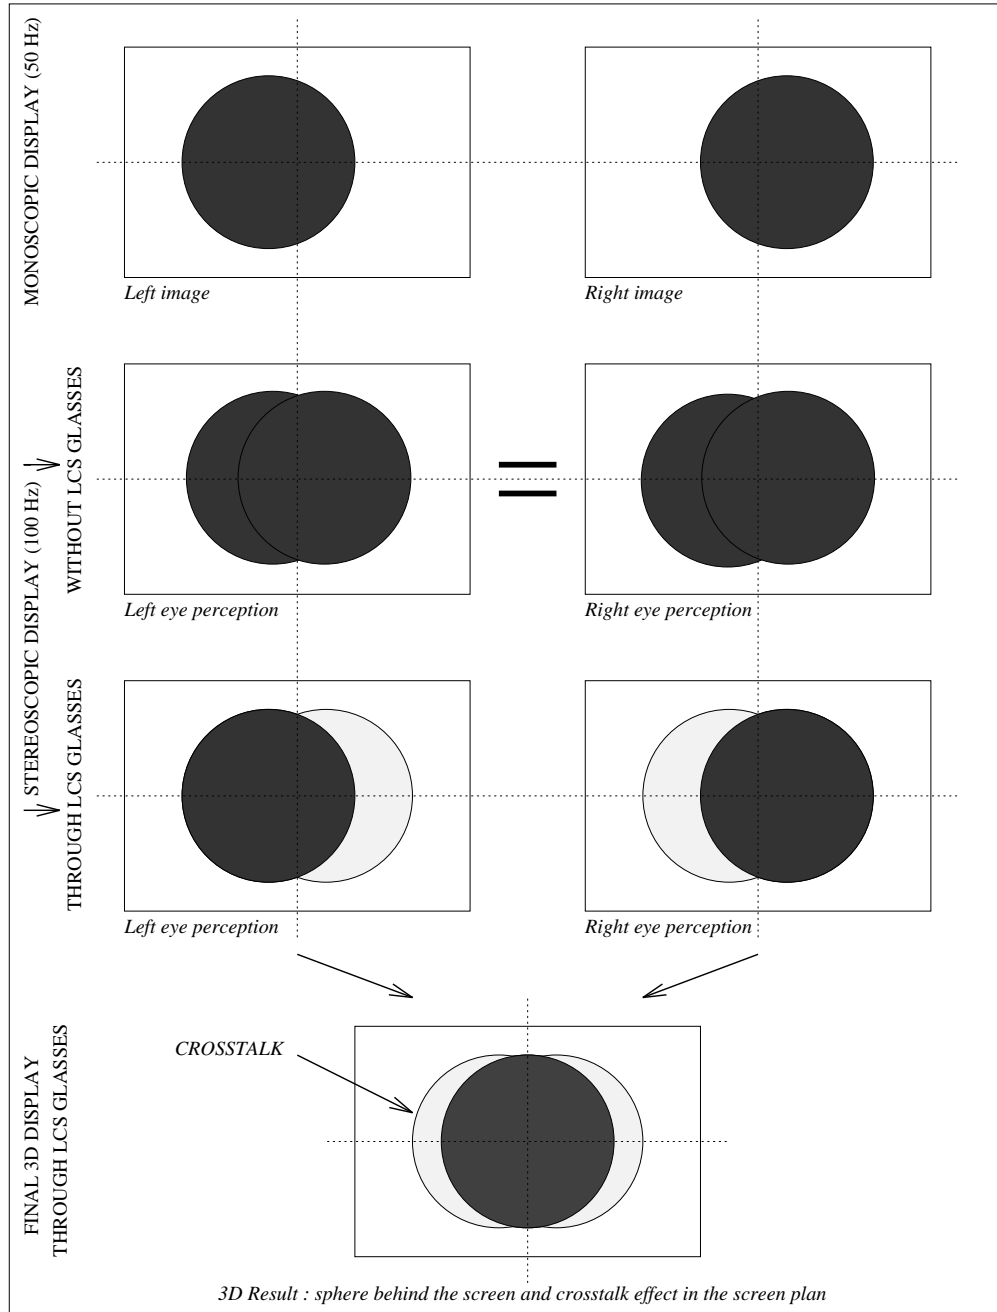 MONOSCOPIC DISPLAY (50 Hz)
Left image
Right image
STEREOSCOPIC DISPLAY (100 Hz)
WITHOUT LCS GLASSES
Left eye perception
Right eye perception
THROUGH LCS GLASSES
Left eye perception
Right eye perception
FINAL 3D DISPLAY
THROUGH LCS GLASSES
CROSSTALK
3D Result : sphere behind the screen and crosstalk effect in the screen plan